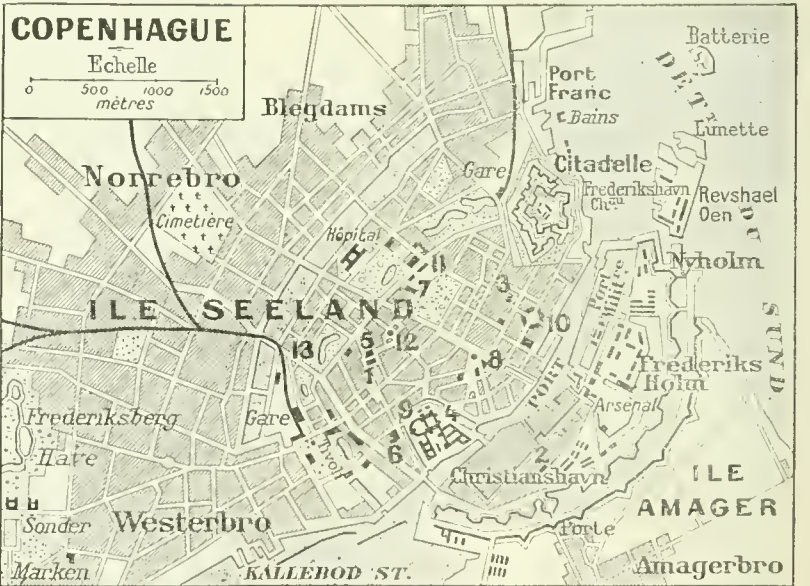 COPENHAGUE
Echelle
0 500 1000 1500
mètres
Batterie
DÉTr.
Port
Franc
Bains
Lunette
Bleqdams
Gare
Citadelle
Frederikshavn
Chau
Revshael
Oen
Norrebro
Cimetière
Hôpital
DU
SUND
Nyholm
Port Militre
11
7
3
10
ILE SEELAND
13
5
12
1
8
PORT
Frederiks
Holm
Arsenal
Frederiksberg
Have
Gare
Tivoli
9
4
6
2
Christianshavn
ILE
AMAGER
Sonder
Marken
Westerbro
Porte
KALLEBOD ST.
Amagerbro